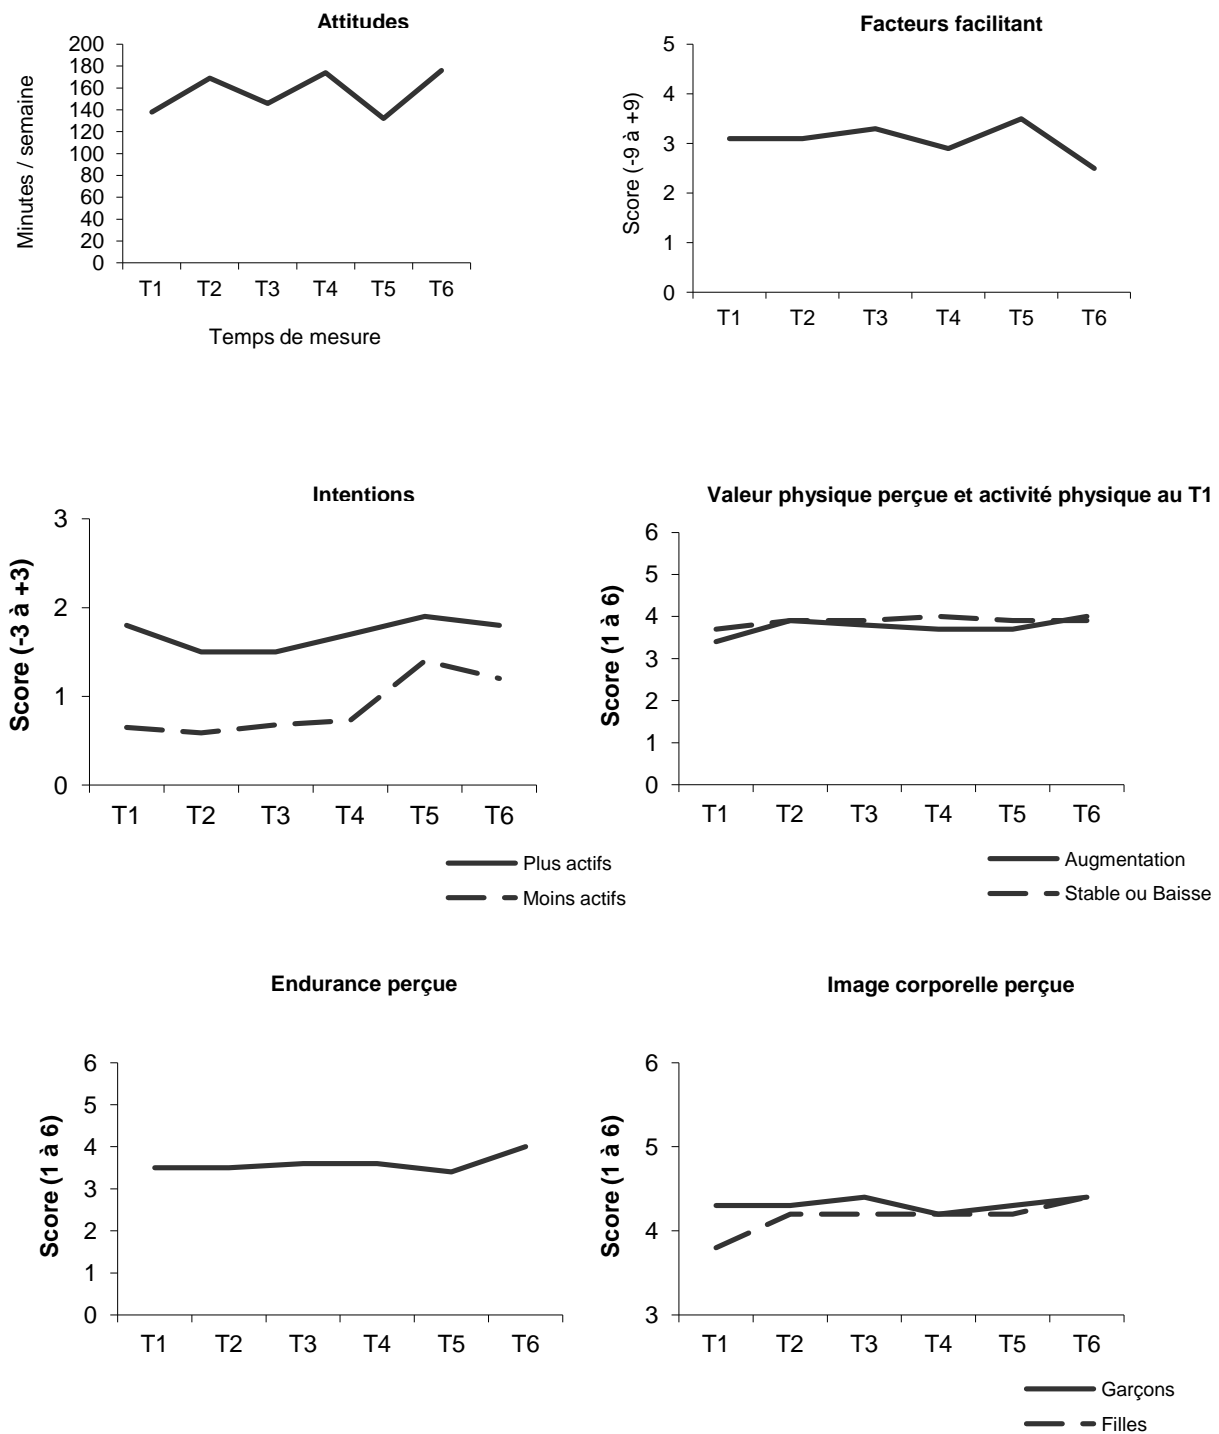 Attitudes
200
180
160
140
120
100
80
60
40
20
0
Minutes / semaine
T1 T2 T3 T4 T5 T6
Temps de mesure
Facteurs facilitant
5
4
3
2
1
0
Score (-9 à +9)
T1 T2 T3 T4 T5 T6
Intentions
3
2
1
0
Score (-3 à +3)
T1 T2 T3 T4 T5 T6
Plus actifs
Moins actifs
Valeur physique perçue et activité physique au T1
6
5
4
3
2
1
0
Score (1 à 6)
T1 T2 T3 T4 T5 T6
Augmentation
Stable ou Baisse
Endurance perçue
6
5
4
3
2
1
0
Score (1 à 6)
T1 T2 T3 T4 T5 T6
Image corporelle perçue
6
5
4
3
Score (1 à 6)
T1 T2 T3 T4 T5 T6
Garçons
Filles